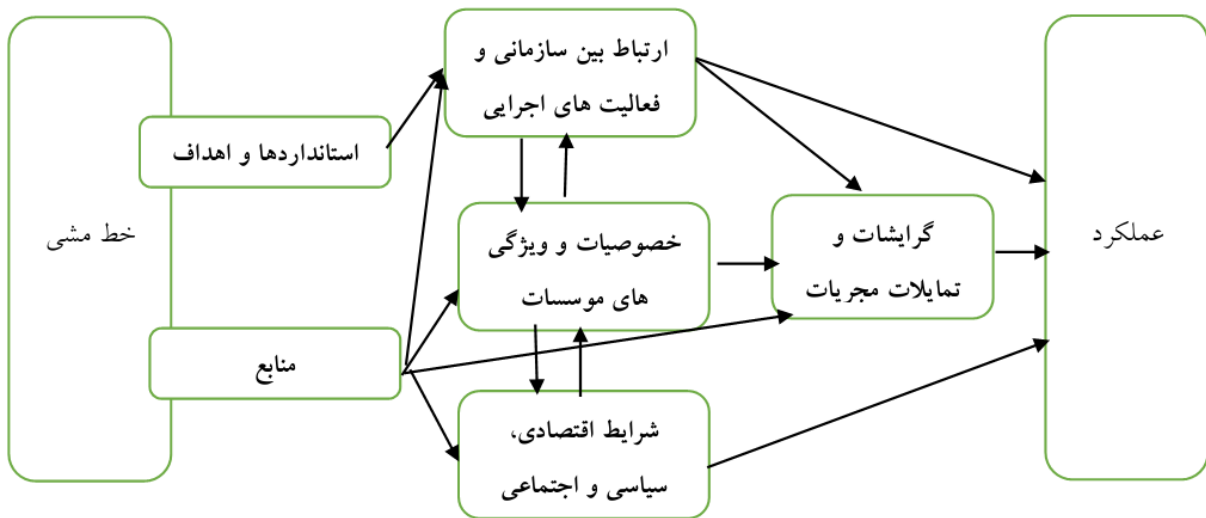 خط مشی
استانداردها و اهداف
منابع
ارتباط بین سازمانی و
فعالیت های اجرایی
خصوصیات و ویژگی
های موسسات
شرایط اقتصادی،
سیاسی و اجتماعی
گرایشات و
تمایلات مجریات
عملکرد